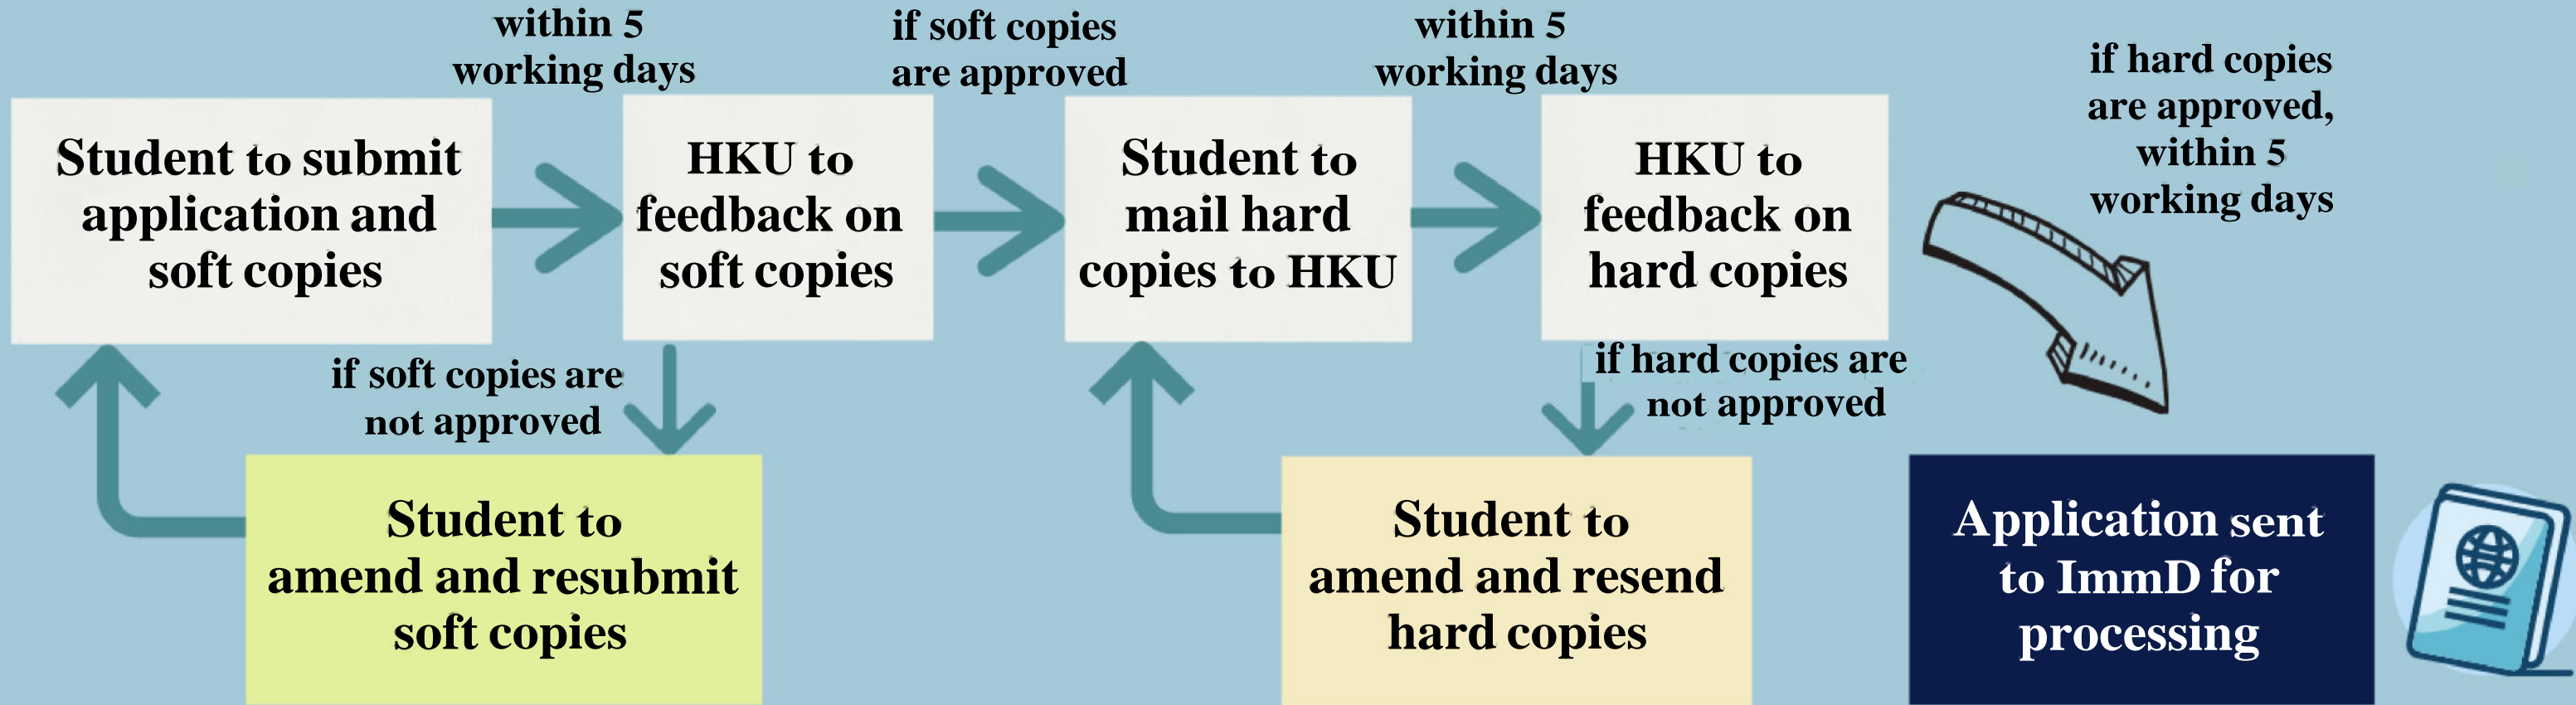 within 5
working days
if soft copies
are approved
within 5
working days
if hard copies
are approved,
within 5
working days
Student to submit
application and
soft copies
HKU to
feedback on
soft copies
Student to
mail hard
copies to HKU
HKU to
feedback on
hard copies
if soft copies are
not approved
if hard copies are
not approved
Student to
amend and resubmit
soft copies
Student to
amend and resend
hard copies
Application sent
to ImmD for
processing